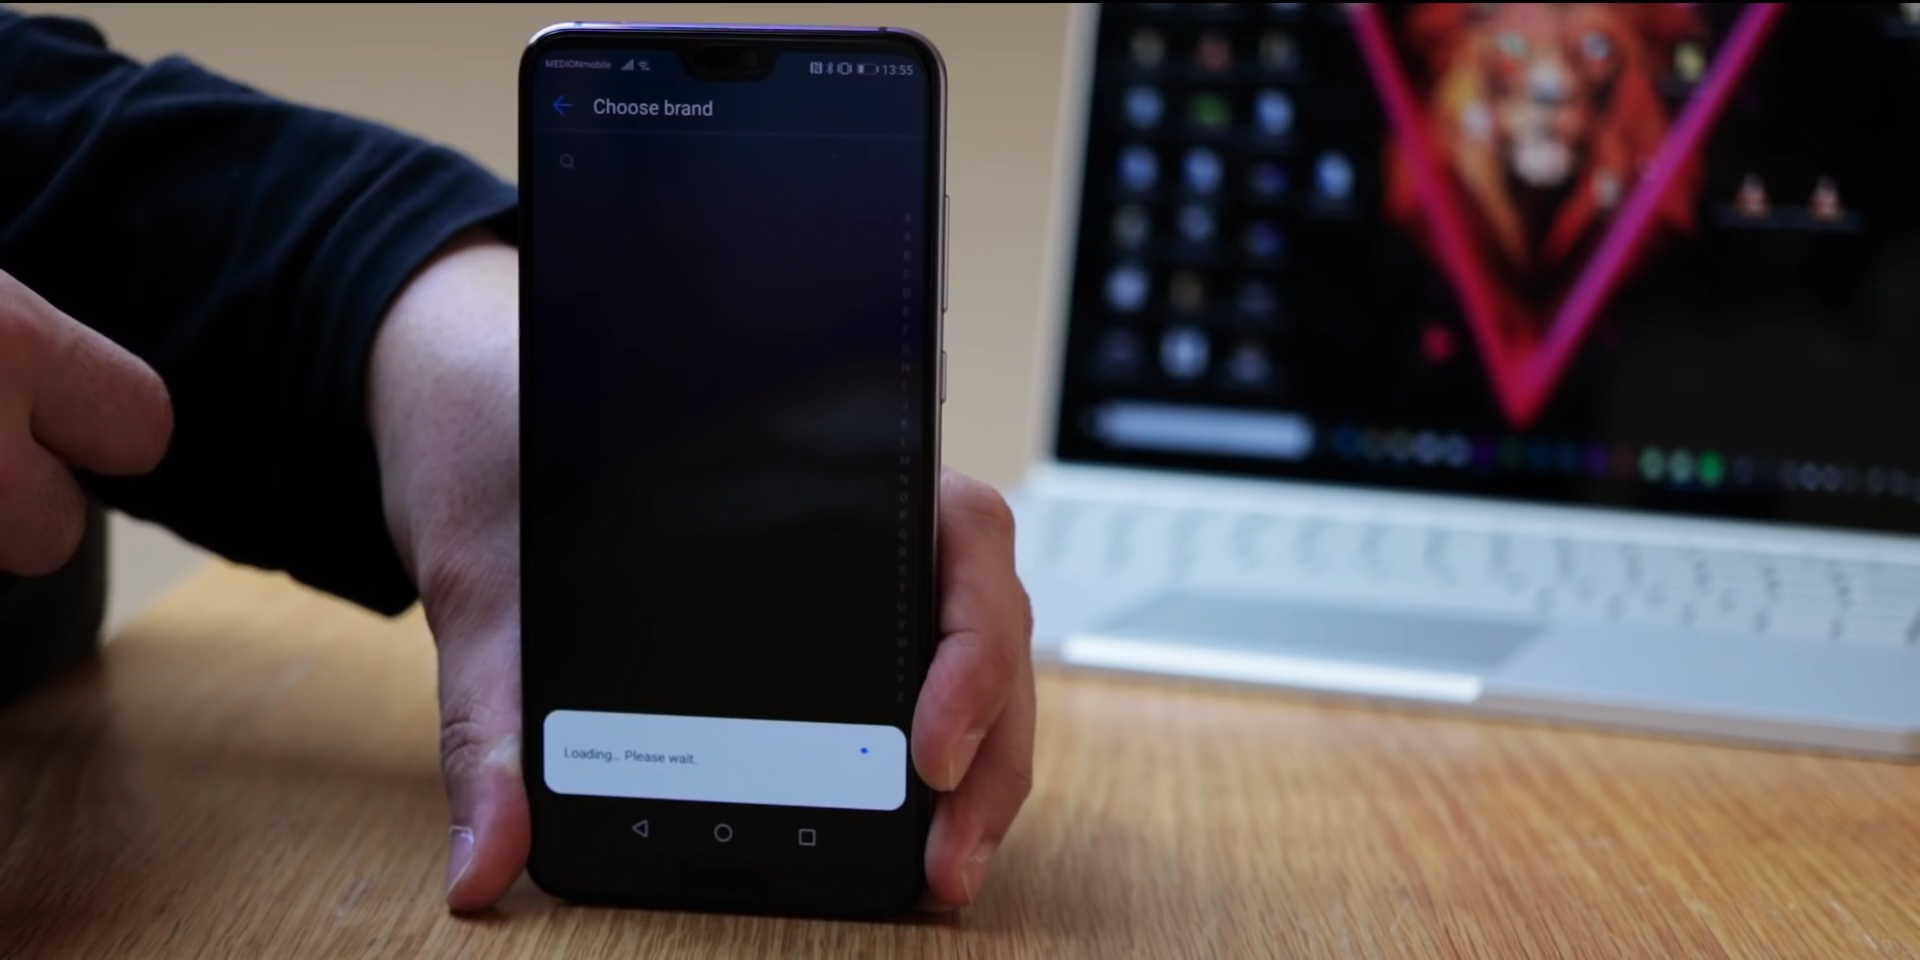 MEDIONmobile 13:55
Choose brand
#
A
B
C
D
E
F
G
H
I
J
K
L
M
N
O
P
Q
R
S
T
U
V
W
X
Y
Z
Loading... Please wait.